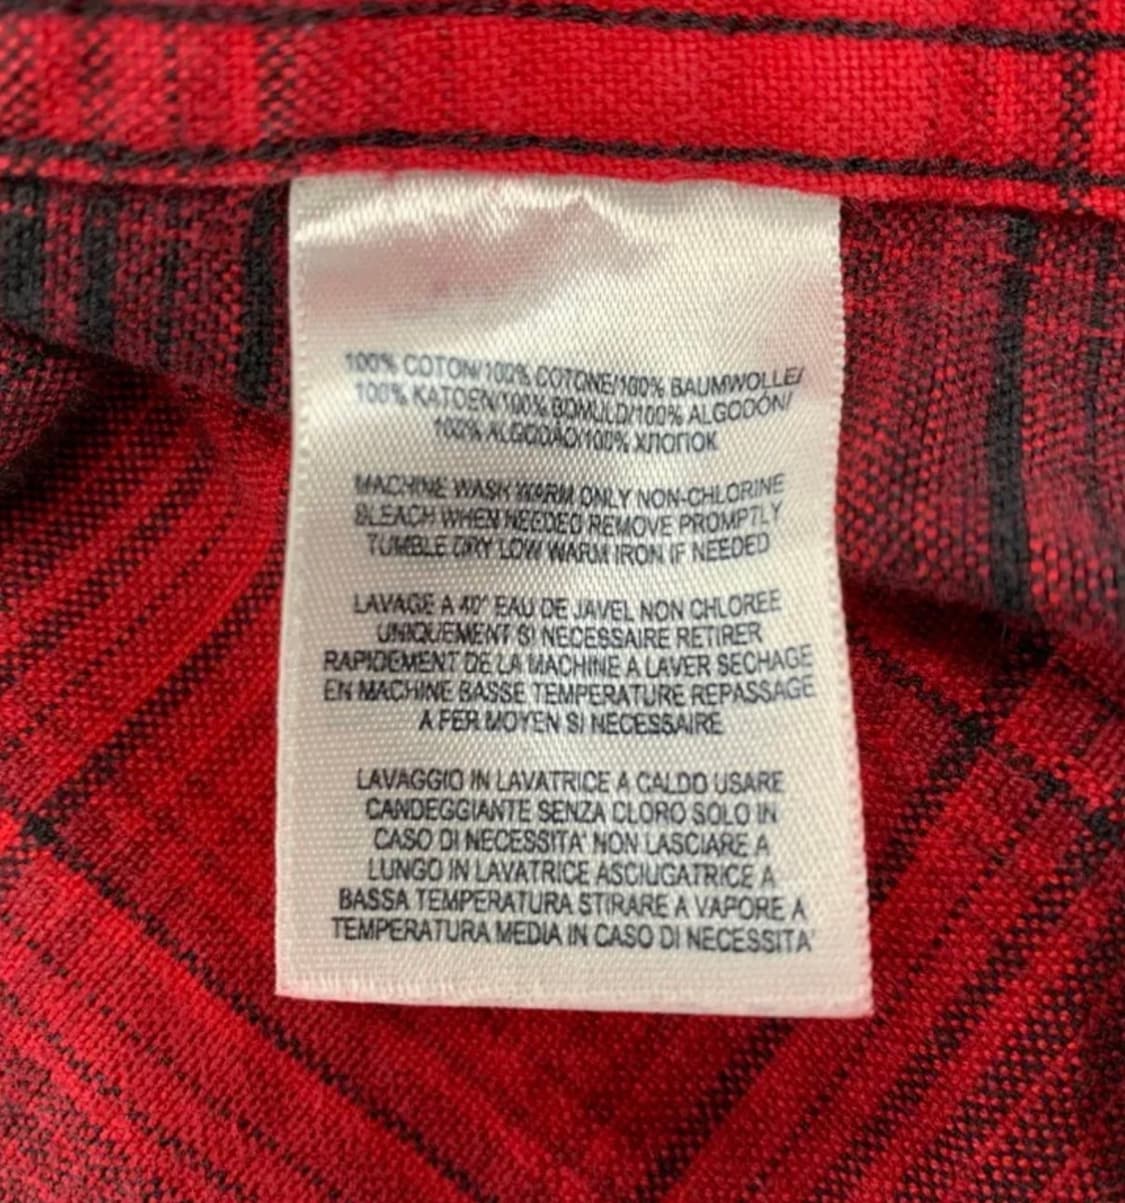 100% COTON/100% COTONE/100% BAUMWOLLE/
100% KATOEN/100% BOMULD/100% ALGODÓN/
100% ALGODÃO/100% ХЛОПОК
MACHINE WASH WARM ONLY NON-CHLORINE
BLEACH WHEN NEEDED REMOVE PROMPTLY
TUMBLE DRY LOW WARM IRON IF NEEDED
LAVAGE A 40° EAU DE JAVEL NON CHLOREE
UNIQUEMENT SI NECESSAIRE RETIRER
RAPIDEMENT DE LA MACHINE A LAVER SECHAGE
EN MACHINE BASSE TEMPERATURE REPASSAGE
A FER MOYEN SI NECESSAIRE
LAVAGGIO IN LAVATRICE A CALDO USARE
CANDEGGIANTE SENZA CLORO SOLO IN
CASO DI NECESSITA' NON LASCIARE A
LUNGO IN LAVATRICE ASCIUGATRICE A
BASSA TEMPERATURA STIRARE A VAPORE A
TEMPERATURA MEDIA IN CASO DI NECESSITA'